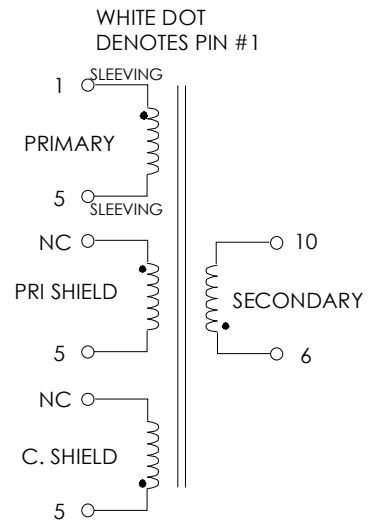 WHITE DOT
DENOTES PIN #1
SLEEVING
1
PRIMARY
5
SLEEVING
NC
10
PRI SHIELD
SECONDARY
5
6
NC
C. SHIELD
5